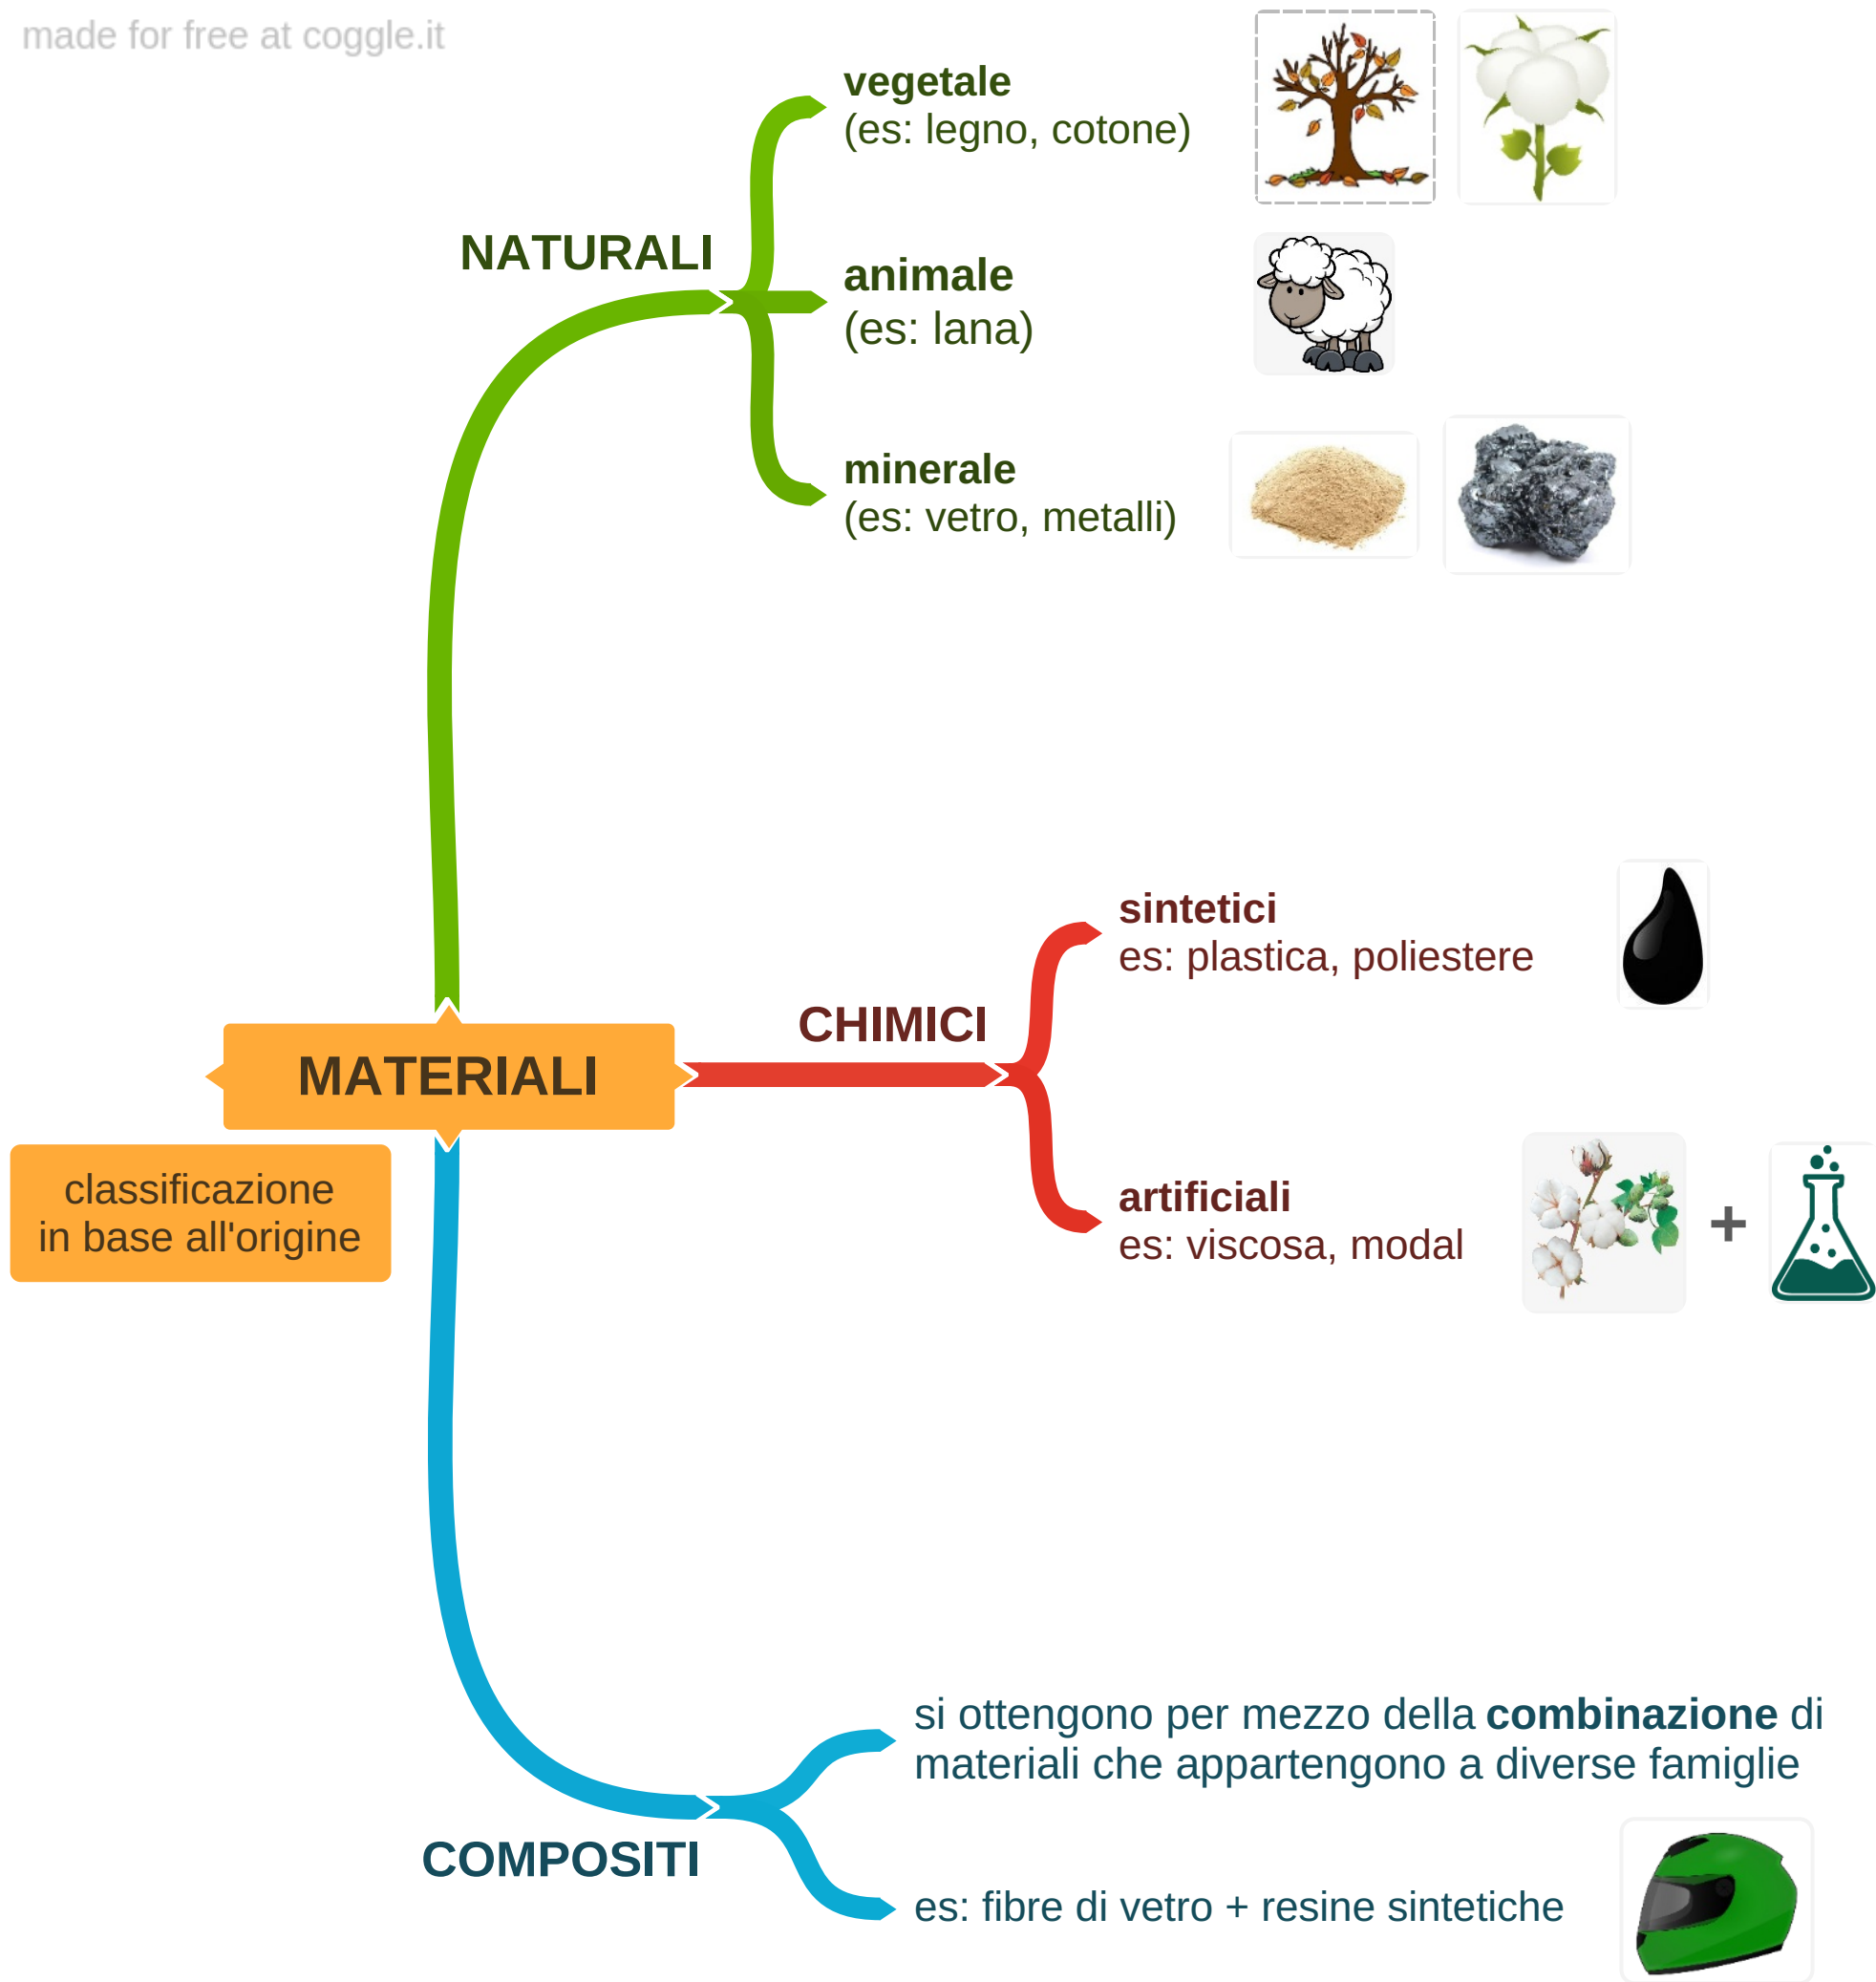 made for free at coggle.it
vegetale
(es: legno, cotone)
NATURALI
animale
(es: lana)
minerale
(es: vetro, metalli)
sintetici
es: plastica, poliestere
CHIMICI
MATERIALI
classificazione
in base all'origine
artificiali
es: viscosa, modal
+
si ottengono per mezzo della combinazione di
materiali che appartengono a diverse famiglie
COMPOSITI
es: fibre di vetro + resine sintetiche